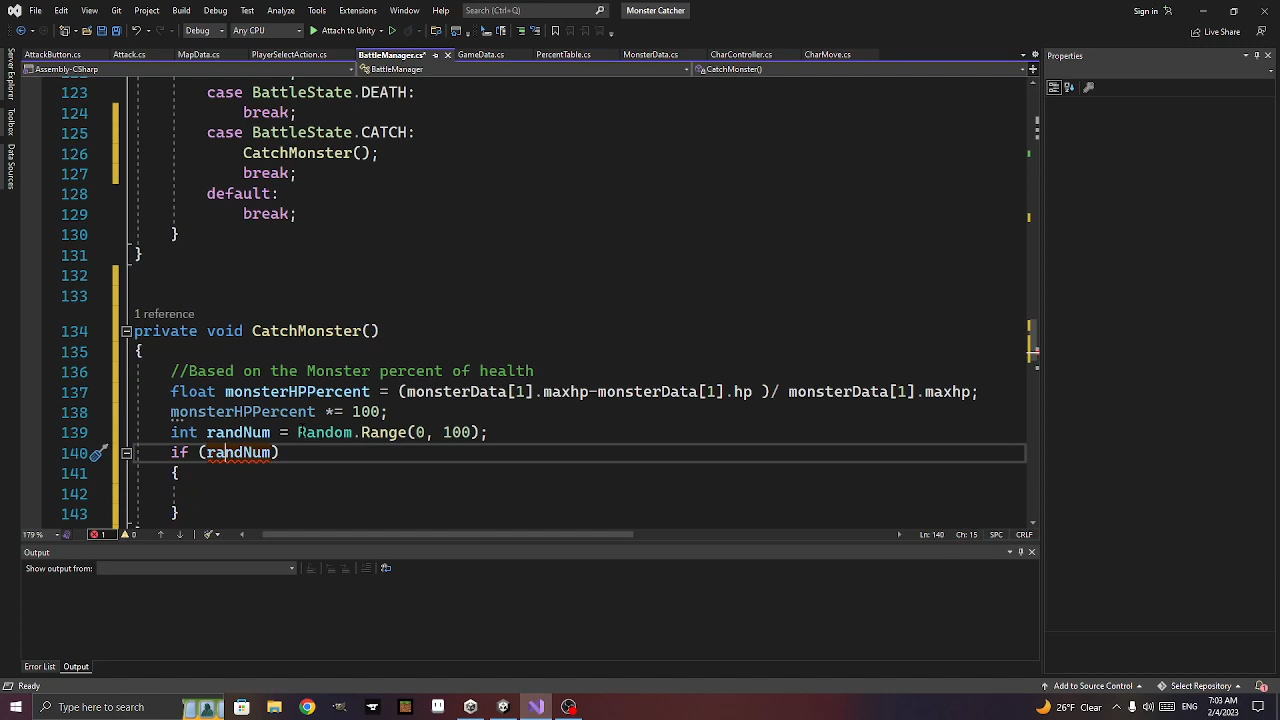 File Edit View Git Project Build Debug Test Analyze Tools Extensions Window Help Search (Ctrl+Q) Monster Catcher Sign in
Debug Any CPU Attach to Unity Live Share
AttackButton.cs Attack.cs MapData.cs PlayerSelectAction.cs BattleManager.cs* GameData.cs PercentTable.cs MonsterData.cs CharController.cs CharMove.cs Properties
Assembly-CSharp BattleManager CatchMonster()
Server Explorer
Toolbox
Data Sources
123 case BattleState.DEATH:
124 break;
125 case BattleState.CATCH:
126 CatchMonster();
127 break;
128 default:
129 break;
130 }
131 }
132
133
1 reference
134 private void CatchMonster()
135 {
136 //Based on the Monster percent of health
137 float monsterHPPercent = (monsterData[1].maxhp-monsterData[1].hp )/ monsterData[1].maxhp;
138 monsterHPPercent *= 100;
139 int randNum = Random.Range(0, 100);
140 if (randNum)
141 {
142
143 }
179 % 1 0 Ln: 140 Ch: 15 SPC CRLF
Output
Show output from:
Error List Output
Ready Add to Source Control Select Repository 1
Type here to search 26°F Clear 7:03 AM
2/4/2023